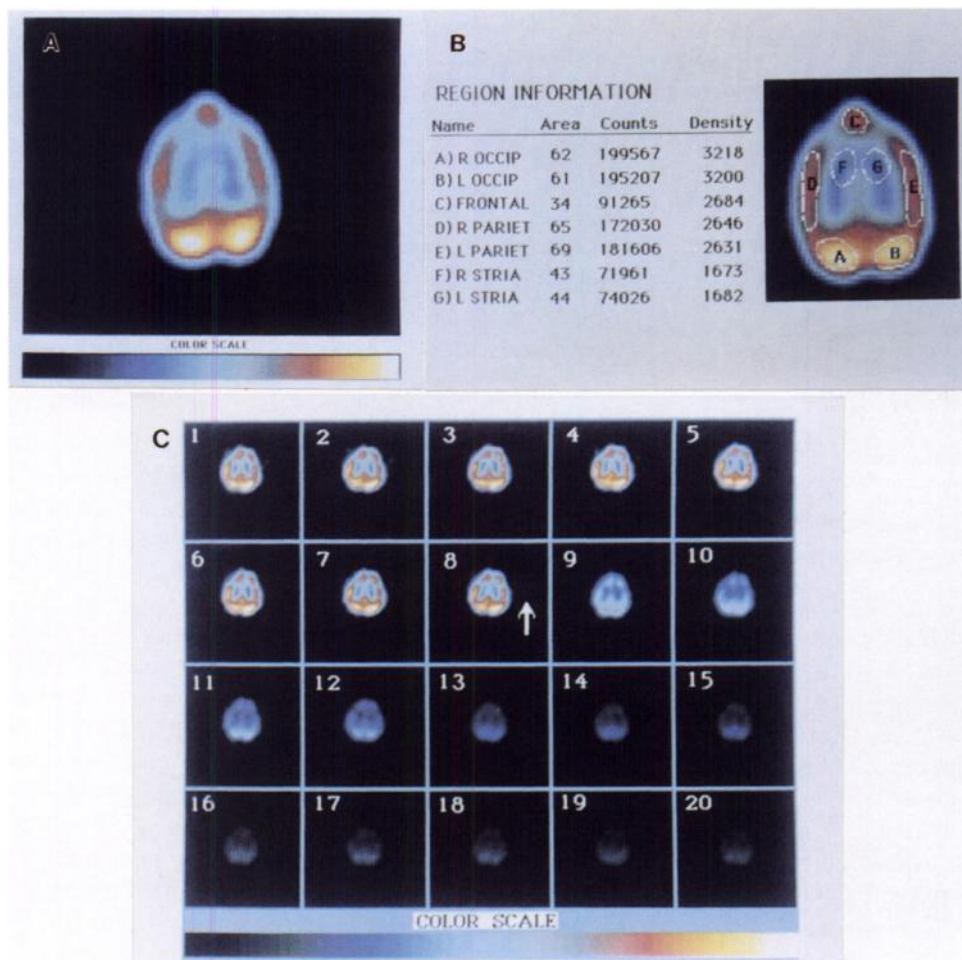 A
COLOR SCALE
B
REGION INFORMATION
Name Area Counts Density
A) R OCCIP 62 199567 3218
B) L OCCIP 61 195207 3200
C) FRONTAL 34 91265 2684
D) R PARIET 65 172030 2646
E) L PARIET 69 181606 2631
F) R STRIA 43 71961 1673
G) L STRIA 44 74026 1682
C
F G
D E
A B
C
1 2 3 4 5
6 7 8 9 10
11 12 13 14 15
16 17 18 19 20
COLOR SCALE